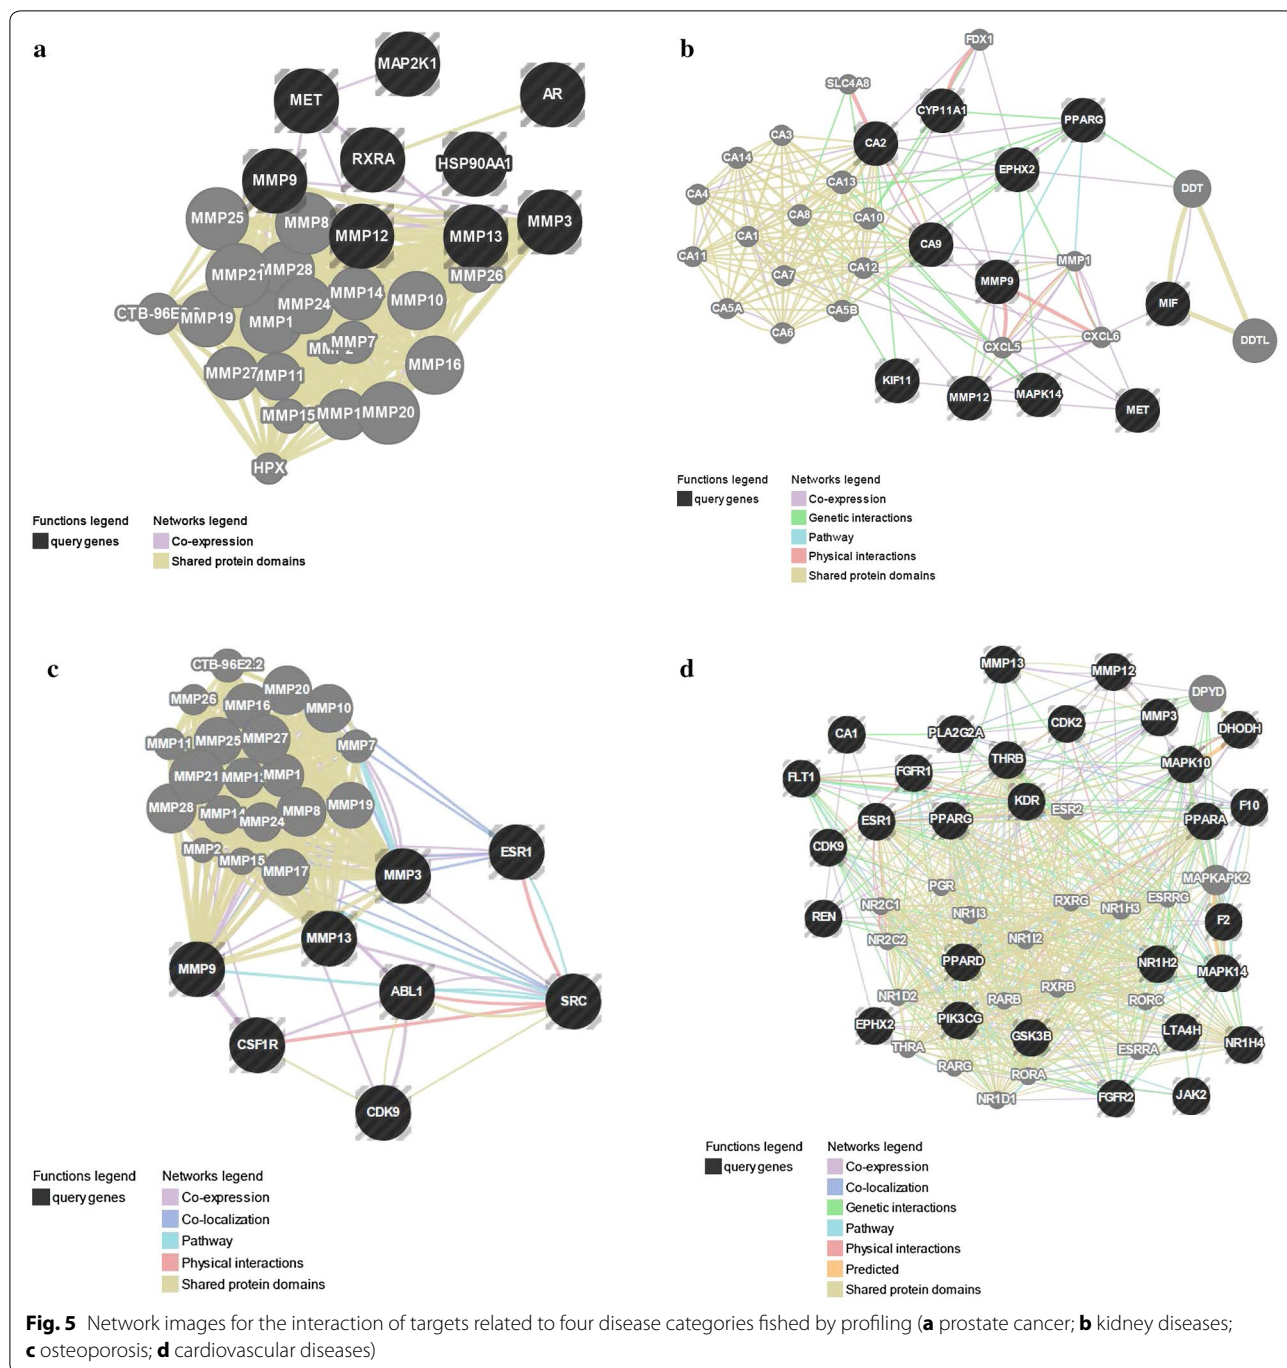 a
MAP2K1
MET
AR
RXRA
HSP90AA1
MMP9
MMP3
MMP25
MMP8
MMP12
MMP13
MMP21
MMP28
MMP26
MMP14
MMP10
MMP24
MMP19
MMP1
MMP7
MMP16
MMP27
MMP11
MMP15
MMP1
MMP20
HPX
Functions legend
query genes
Networks legend
Co-expression
Shared protein domains
b
FDX1
SLC4A8
CYP11A1
PPARG
CA3
CA2
CA14
EPHX2
CA4
CA13
DDT
CA8
CA10
CA1
CA9
CA11
CA12
MMP1
CA7
MMP9
CA5A
CA5B
MIF
CA6
CXCL5
CXCL6
DDTL
KIF11
MMP12
MAPK14
MET
Functions legend
query genes
Networks legend
Co-expression
Genetic interactions
Pathway
Physical interactions
Shared protein domains
c
CTB-96E2.2
MMP20
MMP26
MMP16
MMP10
MMP11
MMP25
MMP27
MMP7
MMP21
MMP12
MMP1
MMP28
MMP14
MMP24
MMP8
MMP19
MMP2
MMP15
MMP17
MMP3
ESR1
MMP13
MMP9
ABL1
SRC
CSF1R
CDK9
Functions legend
query genes
Networks legend
Co-expression
Co-localization
Pathway
Physical interactions
Shared protein domains
d
MMP13
MMP12
DPYD
CA1
PLA2G2A
CDK2
MMP3
DHODH
FLT1
FGFR1
THRB
MAPK10
KDR
ESR2
F10
ESR1
PPARG
PPARA
CDK9
MAPKAPK2
PGR
NR2C1
RXRG
ESRRG
NR1H3
REN
NR1I3
F2
NR2C2
NR1I2
PPARD
NR1H2
MAPK14
NR1D2
RARB
RXRB
RORC
EPHX2
PIK3CG
GSK3B
LTA4H
NR1H4
THRA
ESRRA
RARG
RORA
NR1D1
FGFR2
JAK2
Functions legend
query genes
Networks legend
Co-expression
Co-localization
Genetic interactions
Pathway
Physical interactions
Predicted
Shared protein domains
Fig. 5 Network images for the interaction of targets related to four disease categories fished by profiling (a prostate cancer; b kidney diseases;
c osteoporosis; d cardiovascular diseases)